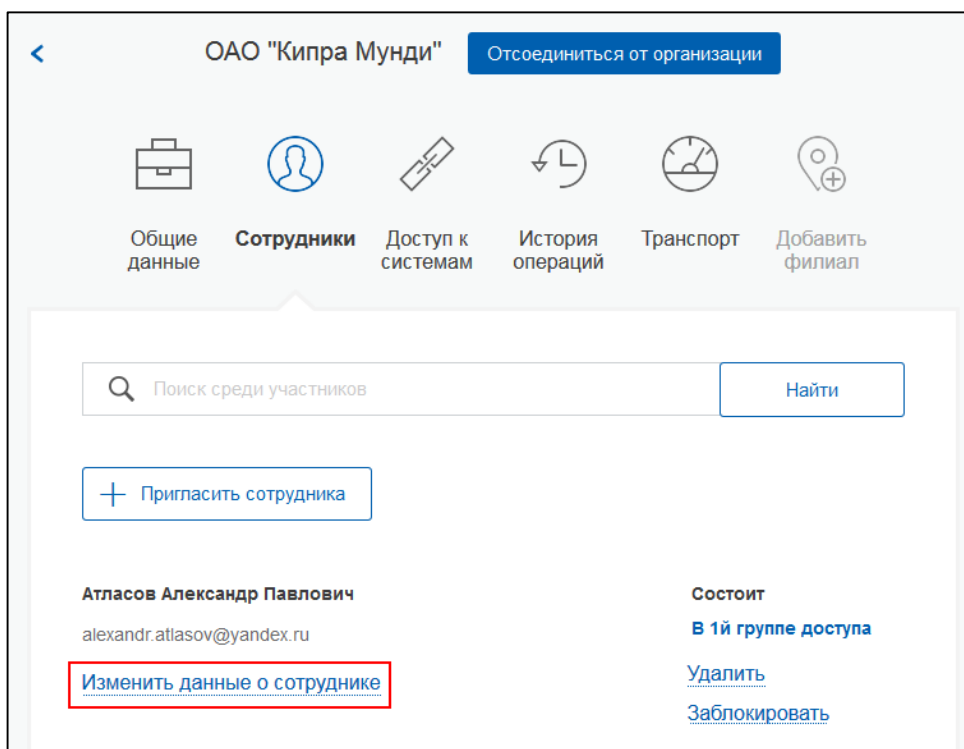 ОАО "Кипра Мунди"
Отсоединиться от организации
Общие
данные
Сотрудники
Доступ к
системам
История
операций
Транспорт
Добавить
филиал
Поиск среди участников
Найти
Пригласить сотрудника
Атласов Александр Павлович
Состоит
alexandr.atlasov@yandex.ru
В 1й группе доступа
Изменить данные о сотруднике
Удалить
Заблокировать